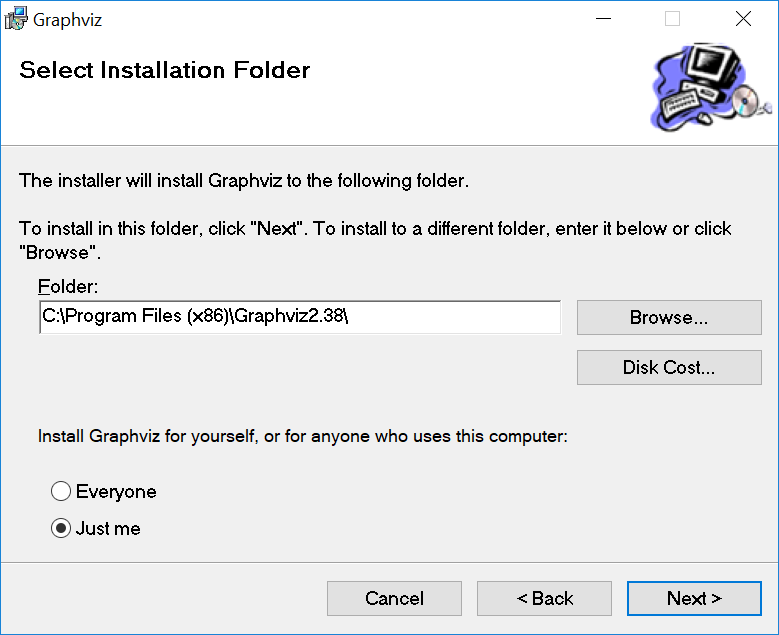 Graphviz
Select Installation Folder
The installer will install Graphviz to the following folder.
To install in this folder, click "Next". To install to a different folder, enter it below or click
"Browse".
Folder:
C:\Program Files (x86)\Graphviz2.38\
Browse...
Disk Cost...
Install Graphviz for yourself, or for anyone who uses this computer:
Everyone
Just me
Cancel
< Back
Next >